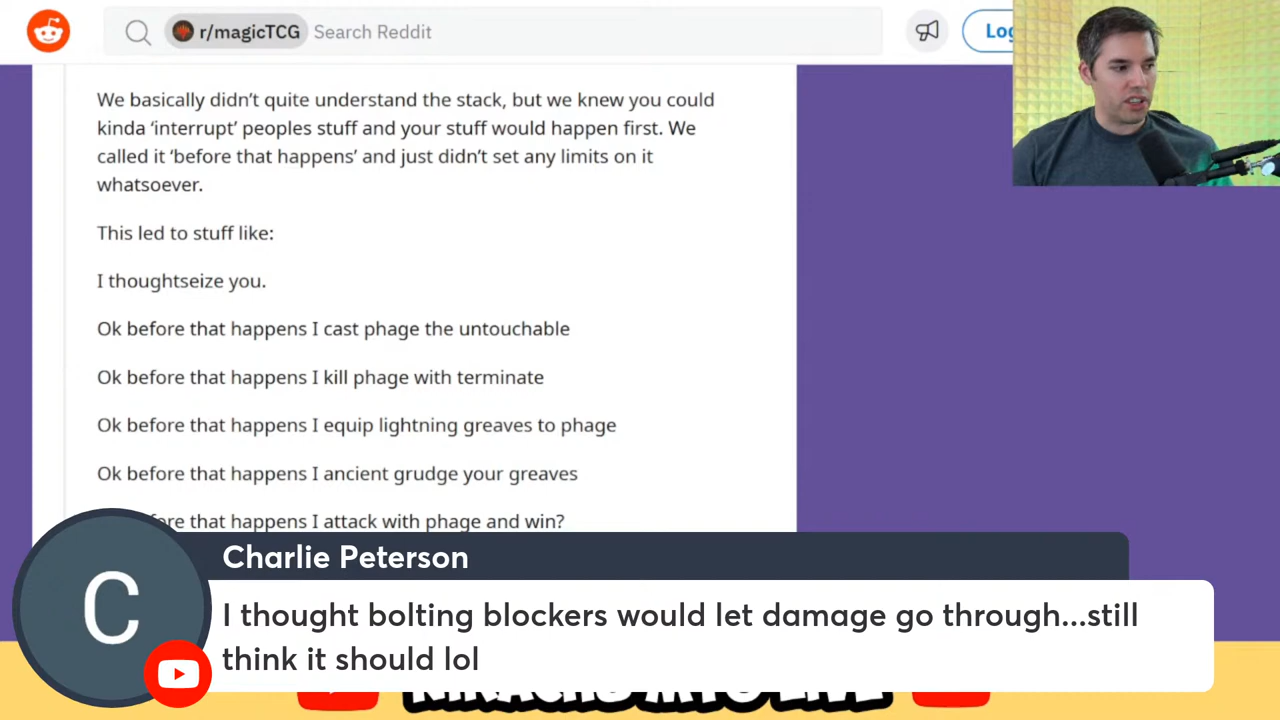 r/magicTCG Search Reddit
We basically didn't quite understand the stack, but we knew you could
kinda 'interrupt' peoples stuff and your stuff would happen first. We
called it 'before that happens' and just didn't set any limits on it
whatsoever.
This led to stuff like:
I thoughtseize you.
Ok before that happens I cast phage the untouchable
Ok before that happens I kill phage with terminate
Ok before that happens I equip lightning greaves to phage
Ok before that happens I ancient grudge your greaves
that happens I attack with phage and win?
C
Charlie Peterson
I thought bolting blockers would let damage go through...still
think it should lol